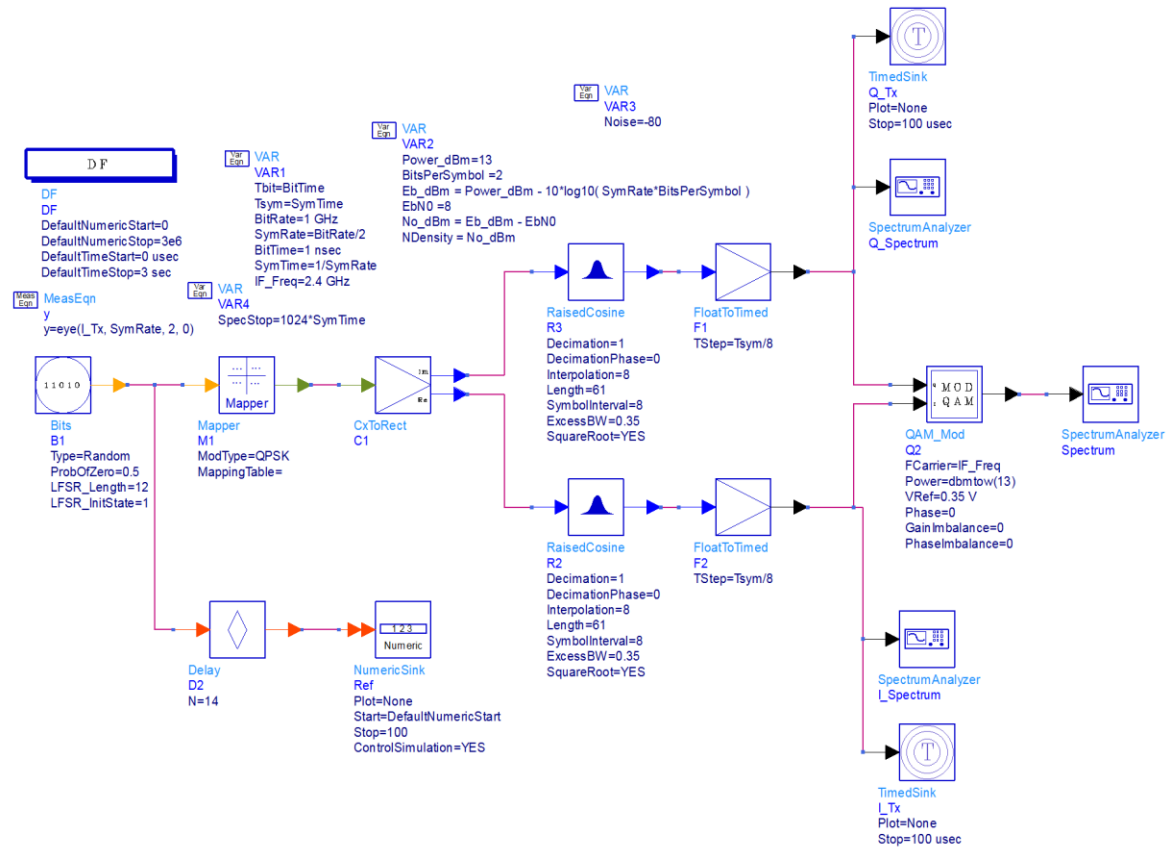 T
TimedSink
Q_Tx
Plot=None
Stop=100 usec
Var
Eqn
VAR
VAR3
Noise=-80
Var
Eqn
VAR
VAR2
Power_dBm=13
BitsPerSymbol =2
Eb_dBm = Power_dBm - 10*log10( SymRate*BitsPerSymbol )
EbN0 =8
No_dBm = Eb_dBm - EbN0
NDensity = No_dBm
Var
Eqn
VAR
VAR1
Tbit=BitTime
Tsym=SymTime
BitRate=1 GHz
SymRate=BitRate/2
BitTime=1 nsec
SymTime=1/SymRate
IF_Freq=2.4 GHz
DF
DF
DF
DefaultNumericStart=0
DefaultNumericStop=3e6
DefaultTimeStart=0 usec
DefaultTimeStop=3 sec
SpectrumAnalyzer
Q_Spectrum
Meas
Eqn
MeasEqn
y
y=eye(I_Tx, SymRate, 2, 0)
Var
Eqn
VAR
VAR4
SpecStop=1024*SymTime
RaisedCosine
R3
Decimation=1
DecimationPhase=0
Interpolation=8
Length=61
SymbolInterval=8
ExcessBW=0.35
SquareRoot=YES
FloatToTimed
F1
TStep=Tsym/8
11010
Bits
B1
Type=Random
ProbOfZero=0.5
LFSR_Length=12
LFSR_InitState=1
Mapper
Mapper
M1
ModType=QPSK
MappingTable=
Im
Re
CxToRect
C1
MOD
QAM
QAM_Mod
Q2
FCarrier=IF_Freq
Power=dbmtow(13)
VRef=0.35 V
Phase=0
GainImbalance=0
PhaseImbalance=0
SpectrumAnalyzer
Spectrum
RaisedCosine
R2
Decimation=1
DecimationPhase=0
Interpolation=8
Length=61
SymbolInterval=8
ExcessBW=0.35
SquareRoot=YES
FloatToTimed
F2
TStep=Tsym/8
Delay
D2
N=14
123
Numeric
NumericSink
Ref
Plot=None
Start=DefaultNumericStart
Stop=100
ControlSimulation=YES
SpectrumAnalyzer
I_Spectrum
T
TimedSink
I_Tx
Plot=None
Stop=100 usec